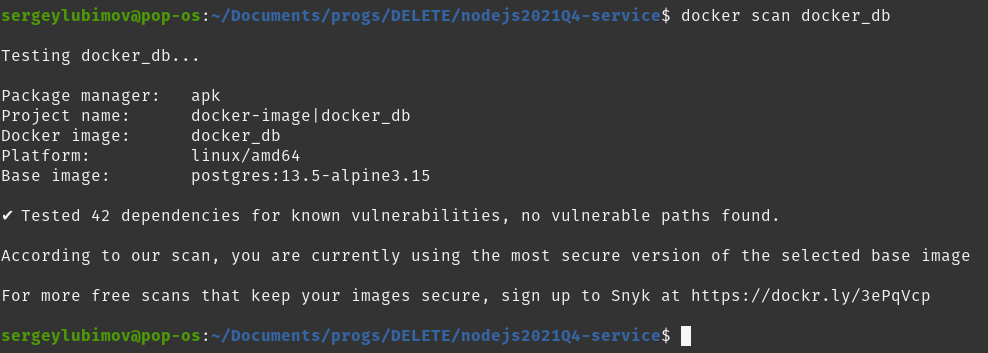 sergeylubimov@pop-os:~/Documents/progs/DELETE/nodejs2021Q4-service$ docker scan docker_db
Testing docker_db...
Package manager:   apk
Project name:      docker-image|docker_db
Docker image:      docker_db
Platform:          linux/amd64
Base image:        postgres:13.5-alpine3.15
✔ Tested 42 dependencies for known vulnerabilities, no vulnerable paths found.
According to our scan, you are currently using the most secure version of the selected base image
For more free scans that keep your images secure, sign up to Snyk at https://dockr.ly/3ePqVcp
sergeylubimov@pop-os:~/Documents/progs/DELETE/nodejs2021Q4-service$